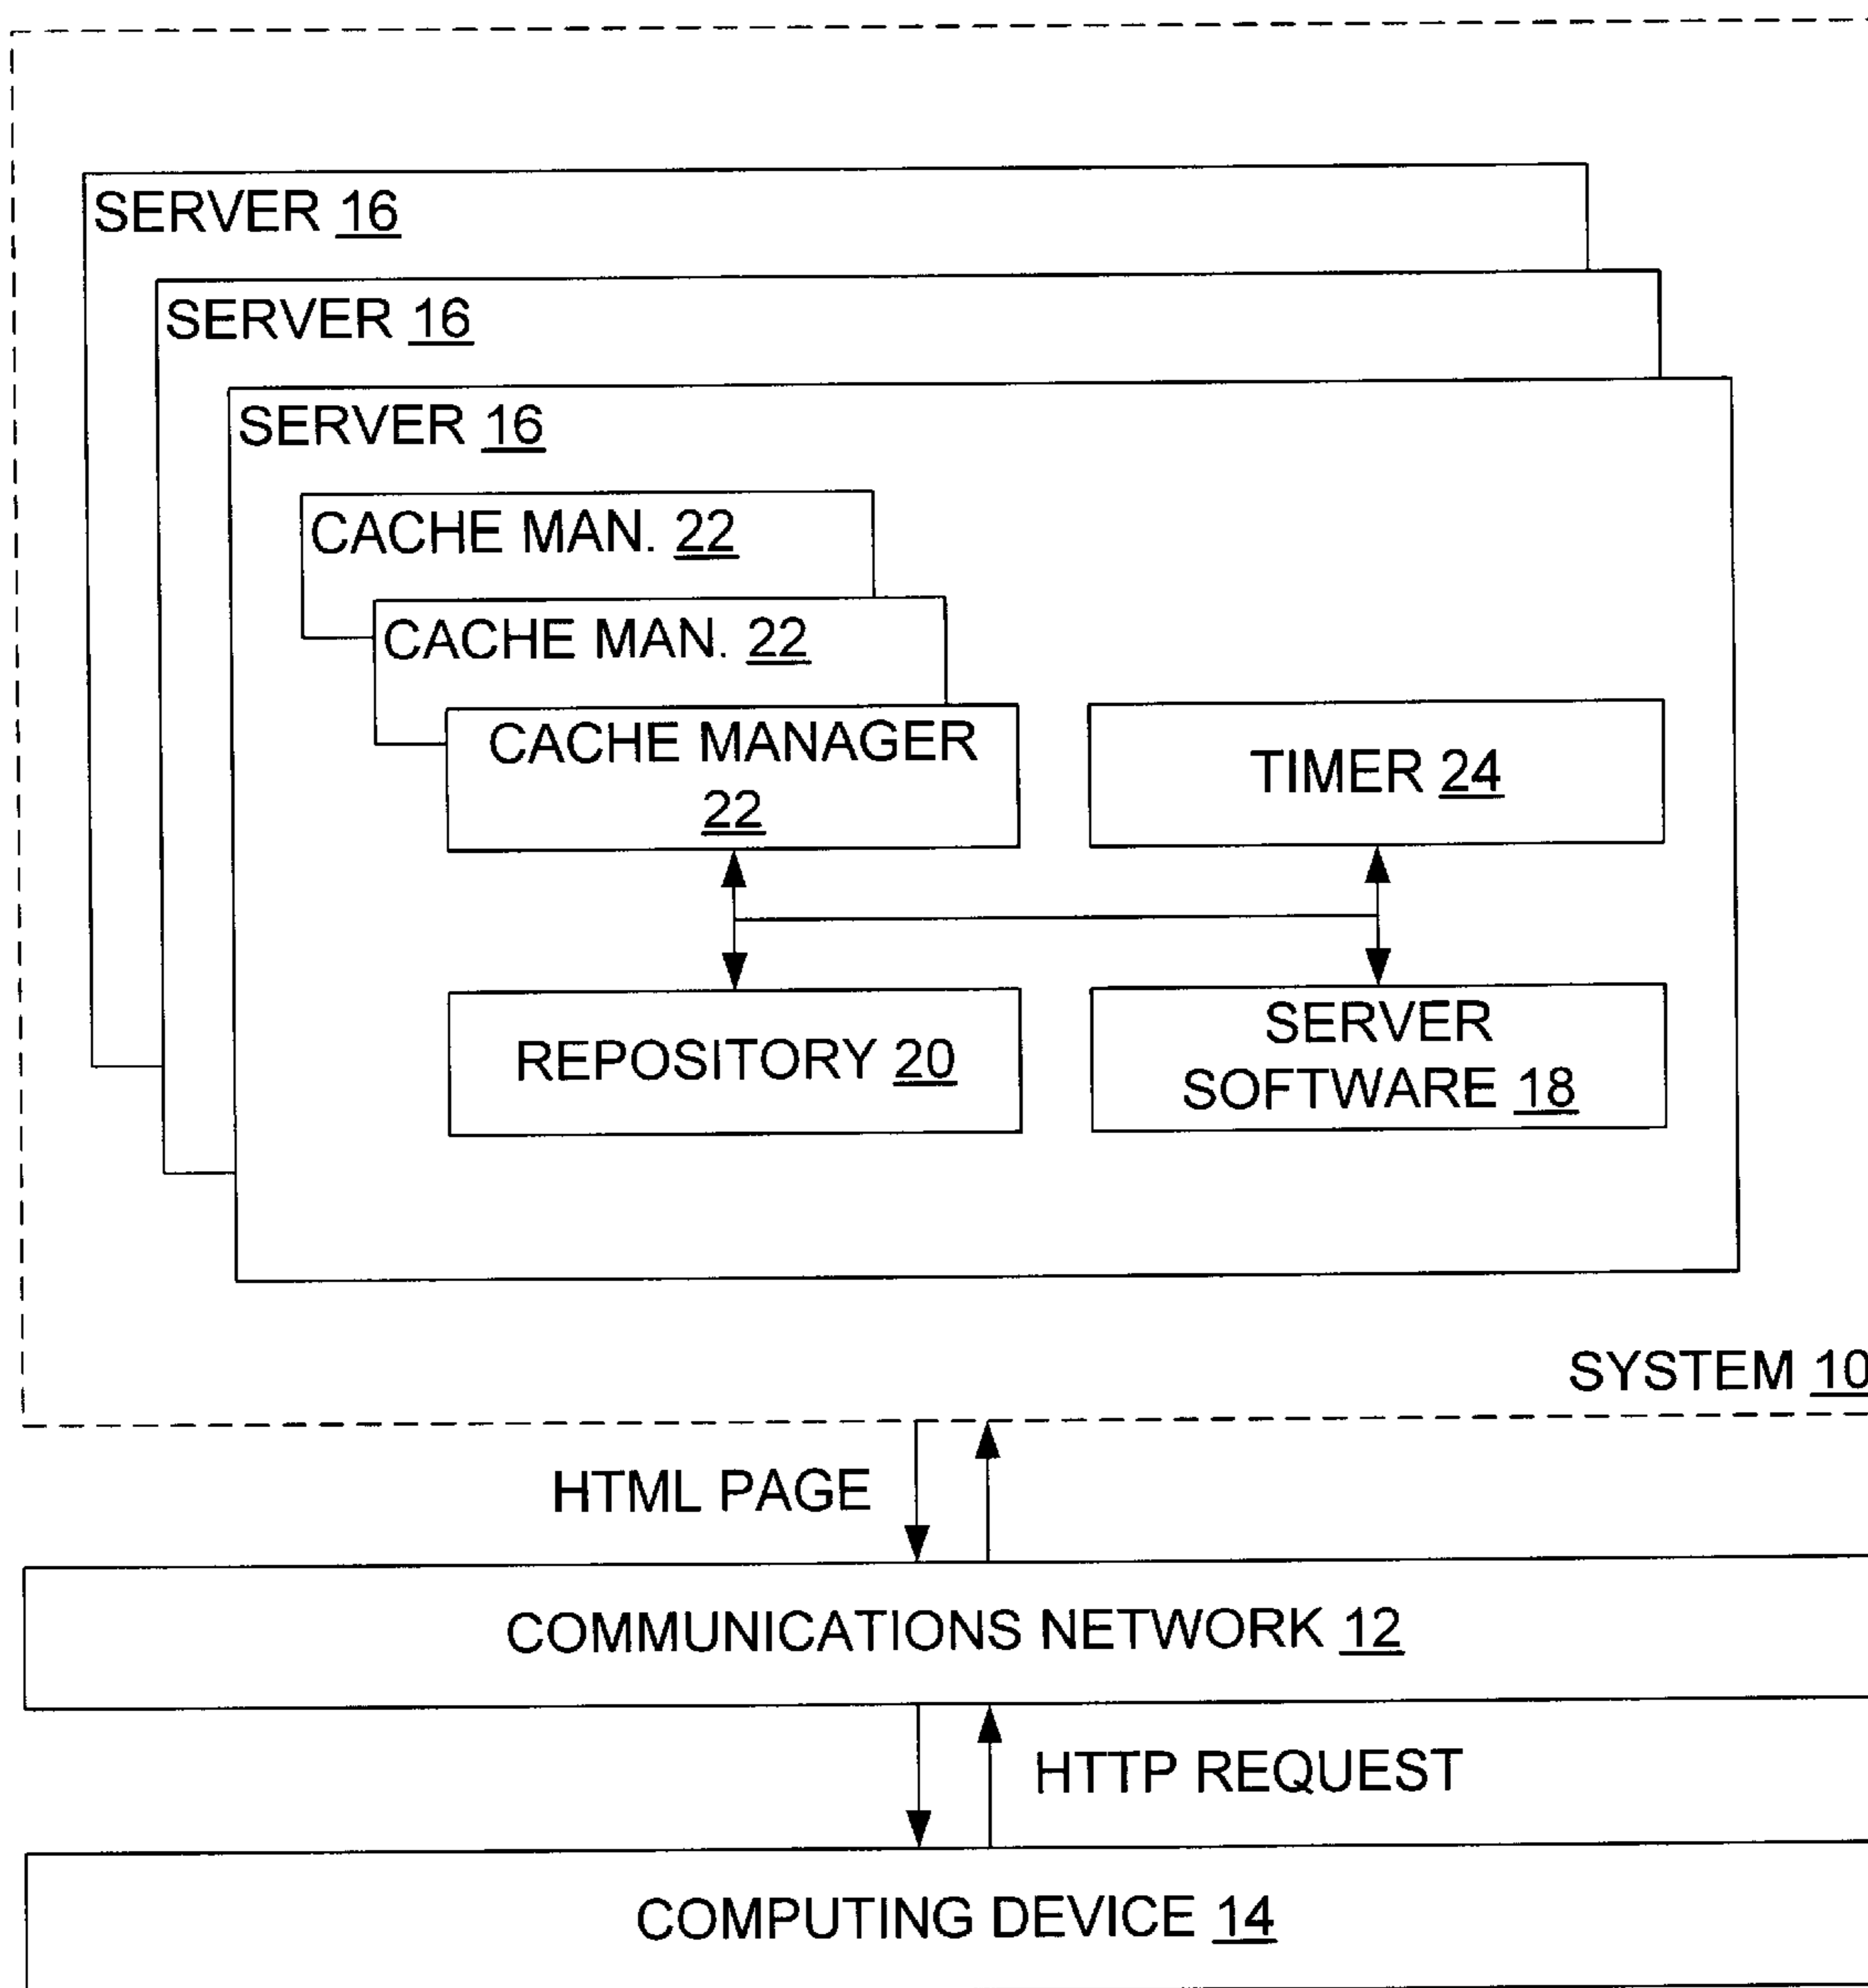 SERVER 16
SERVER 16
SERVER 16
CACHE MAN. 22
CACHE MAN. 22
CACHE MANAGER
22
TIMER 24
REPOSITORY 20
SERVER
SOFTWARE 18
SYSTEM 10
HTML PAGE
COMMUNICATIONS NETWORK 12
HTTP REQUEST
COMPUTING DEVICE 14